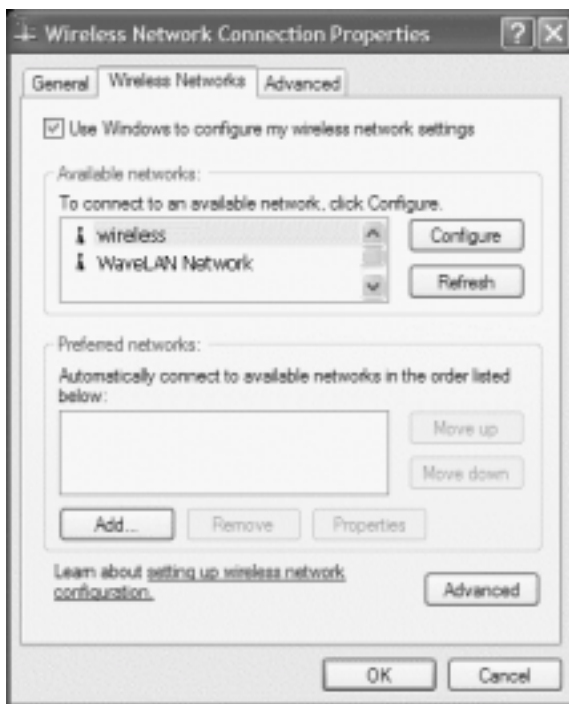 Wireless Network Connection Properties
General Wireless Networks Advanced
Use Windows to configure my wireless network settings
Available networks:
To connect to an available network, click Configure.
wireless
WaveLAN Network
Configure
Refresh
Preferred networks:
Automatically connect to available networks in the order listed
below:
Move up
Move down
Add... Remove Properties
Learn about setting up wireless network
configuration.
Advanced
OK Cancel